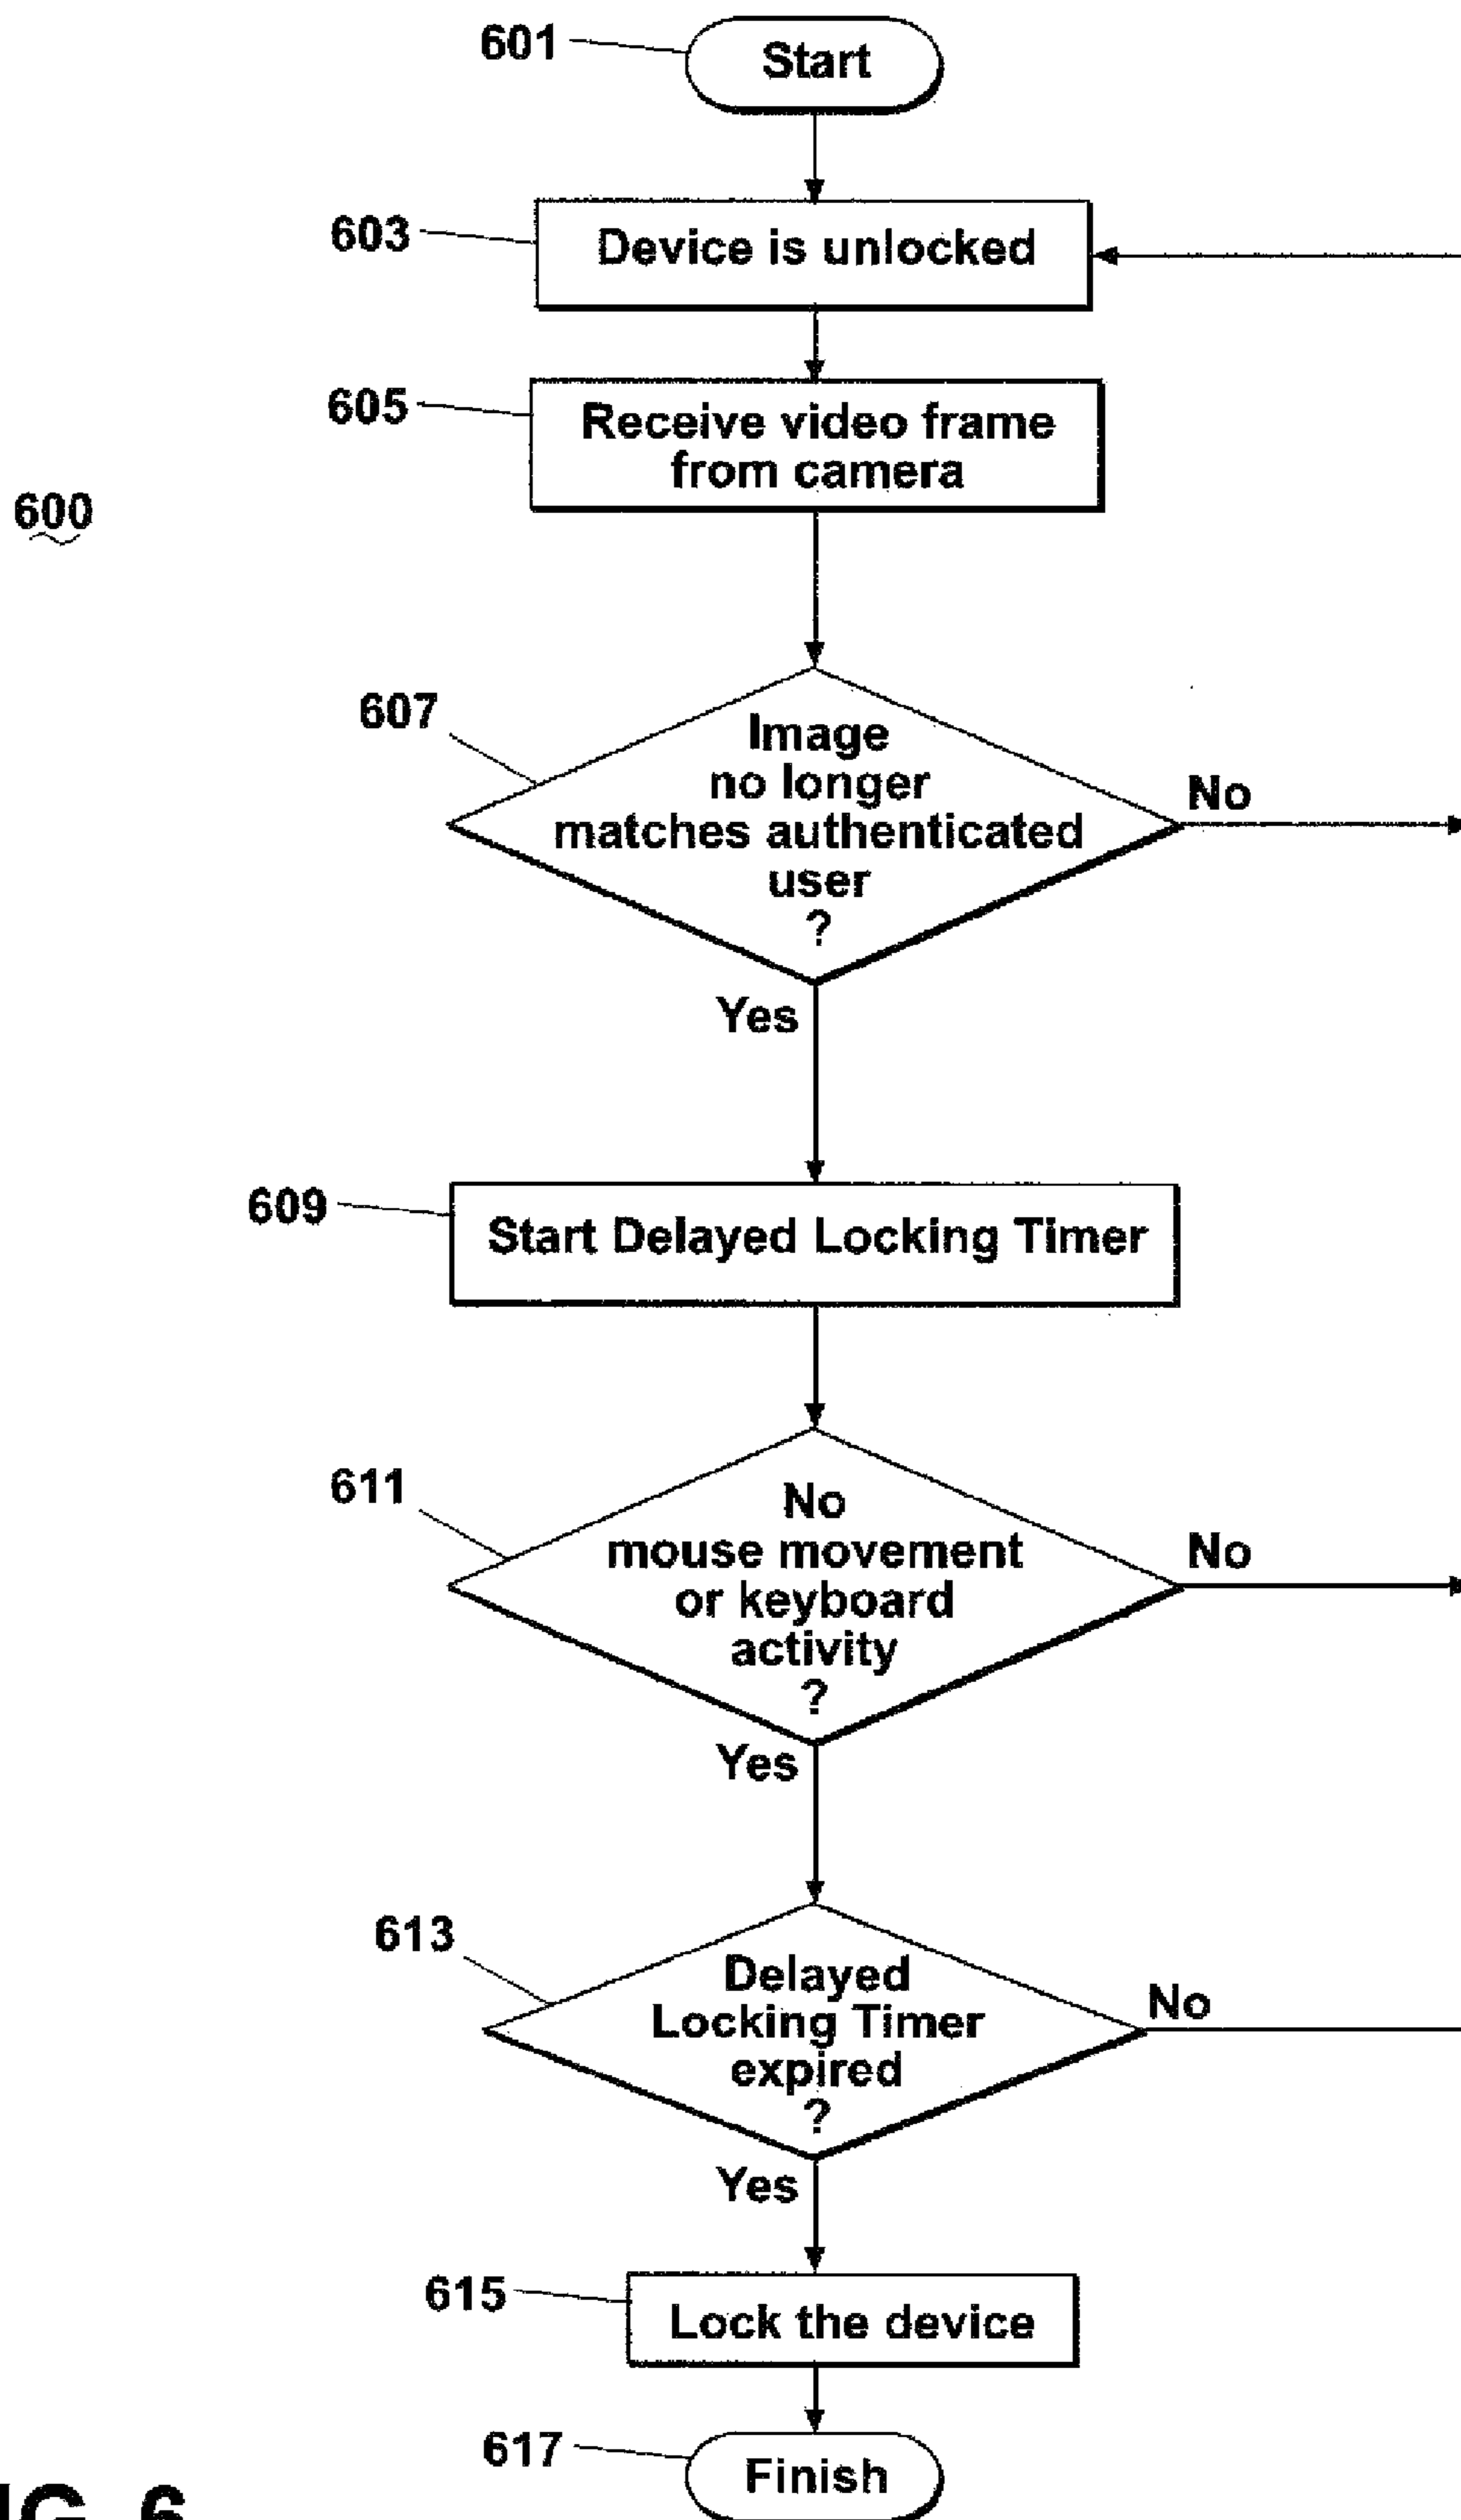 601
Start
603
Device is unlocked
605
Receive video frame
from camera
600
607
Image
no longer
matches authenticated
user
?
No
Yes
609
Start Delayed Locking Timer
611
No
mouse movement
or keyboard
activity
?
No
Yes
613
Delayed
Locking Timer
expired
?
No
Yes
615
Lock the device
617
Finish
6